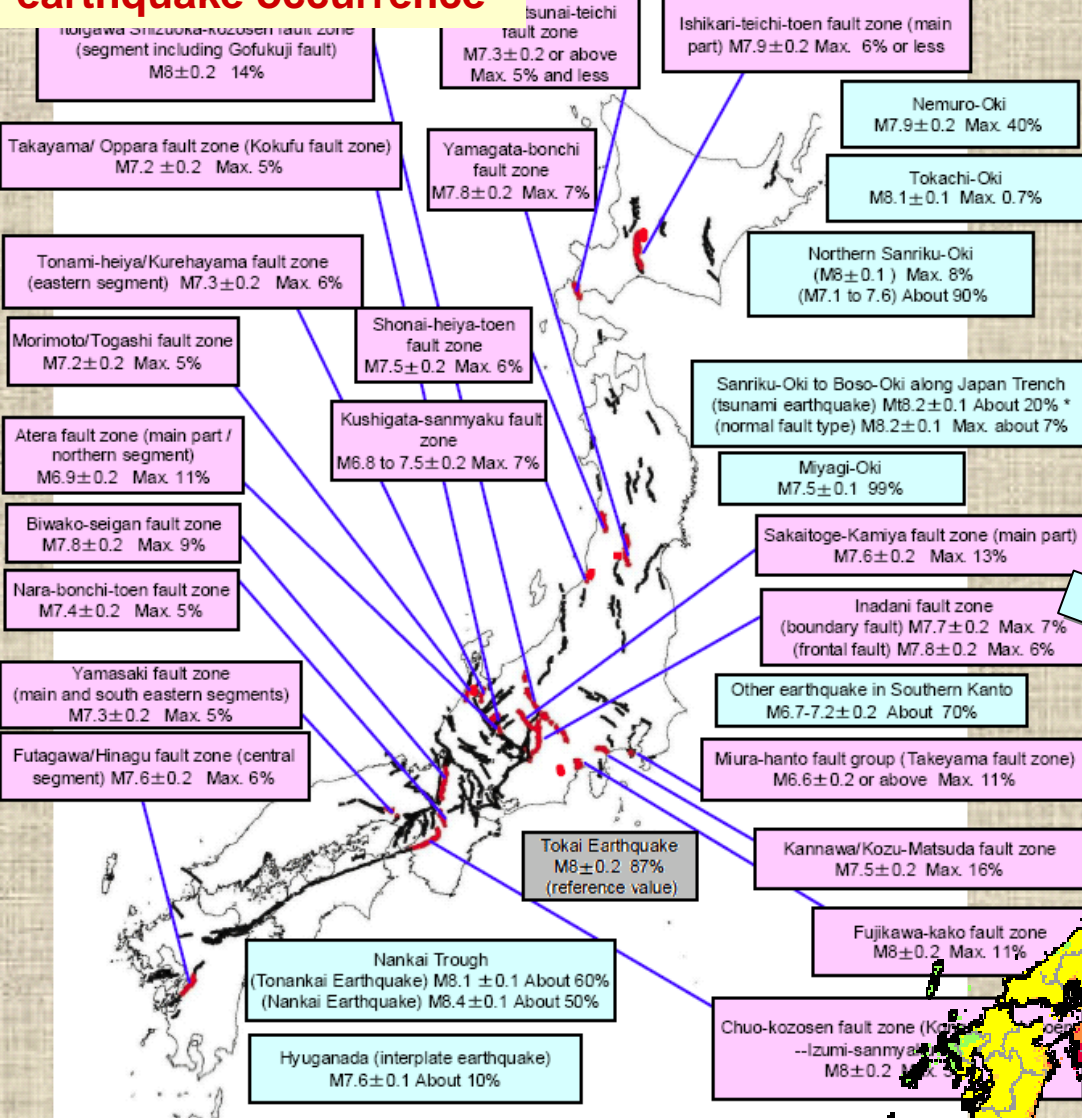 earthquake occurrence
Itoigawa Shizuoka-kozosen fault zone
(segment including Gofukuji fault)
M8±0.2 14%
tsunai-teichi
fault zone
M7.3±0.2 or above
Max. 5% and less
Ishikari-teichi-toen fault zone (main
part) M7.9±0.2 Max. 6% or less
Nemuro-Oki
M7.9±0.2 Max. 40%
Takayama/ Oppara fault zone (Kokufu fault zone)
M7.2 ±0.2 Max. 5%
Yamagata-bonchi
fault zone
M7.8±0.2 Max. 7%
Tokachi-Oki
M8.1±0.1 Max. 0.7%
Tonami-heiya/Kurehayama fault zone
(eastern segment) M7.3±0.2 Max. 6%
Northern Sanriku-Oki
(M8±0.1 ) Max. 8%
(M7.1 to 7.6) About 90%
Morimoto/Togashi fault zone
M7.2±0.2 Max. 5%
Shonai-heiya-toen
fault zone
M7.5±0.2 Max. 6%
Sanriku-Oki to Boso-Oki along Japan Trench
(tsunami earthquake) Mt8.2±0.1 About 20% *
(normal fault type) M8.2±0.1 Max. about 7%
Atera fault zone (main part /
northern segment)
M6.9±0.2 Max. 11%
Kushigata-sanmyaku fault
zone
M6.8 to 7.5±0.2 Max. 7%
Miyagi-Oki
M7.5±0.1 99%
Biwako-seigan fault zone
M7.8±0.2 Max. 9%
Sakaitoge-Kamiya fault zone (main part)
M7.6±0.2 Max. 13%
Nara-bonchi-toen fault zone
M7.4±0.2 Max. 5%
Inadani fault zone
(boundary fault) M7.7±0.2 Max. 7%
(frontal fault) M7.8±0.2 Max. 6%
Yamasaki fault zone
(main and south eastern segments)
M7.3±0.2 Max. 5%
Other earthquake in Southern Kanto
M6.7-7.2±0.2 About 70%
Futagawa/Hinagu fault zone (central
segment) M7.6±0.2 Max. 6%
Miura-hanto fault group (Takeyama fault zone)
M6.6±0.2 or above Max. 11%
Tokai Earthquake
M8±0.2 87%
(reference value)
Kannawa/Kozu-Matsuda fault zone
M7.5±0.2 Max. 16%
Fujikawa-kako fault zone
M8±0.2 Max. 11%
Nankai Trough
(Tonankai Earthquake) M8.1 ±0.1 About 60%
(Nankai Earthquake) M8.4±0.1 About 50%
Chuo-kozosen fault zone
--Izumi-sanmya
M8±0.2
Hyuganada (interplate earthquake)
M7.6±0.1 About 10%